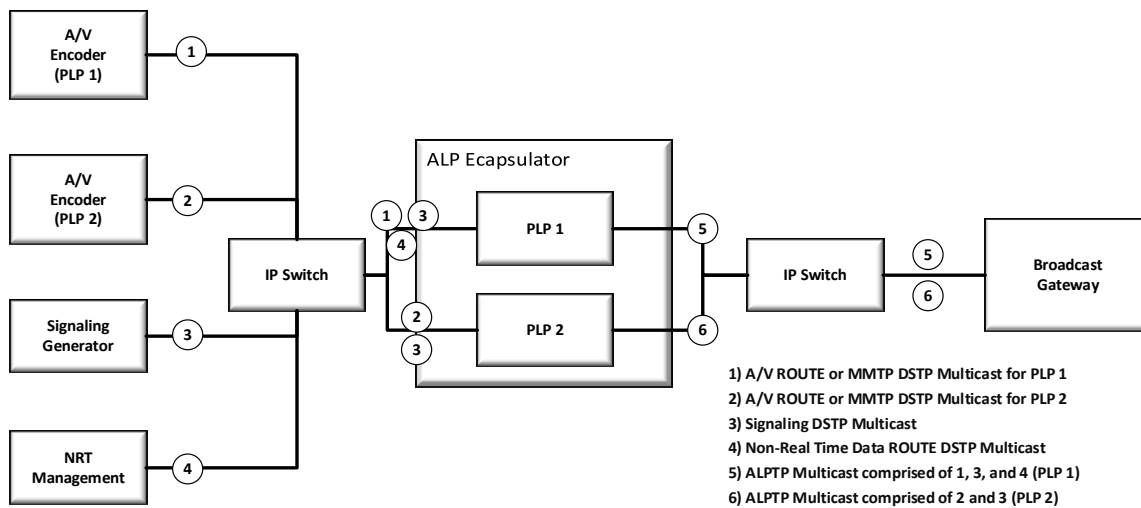 A/V
Encoder
(PLP 1)
1
A/V
Encoder
(PLP 2)
2
Signaling
Generator
3
NRT
Management
4
IP Switch
ALP Ecapsulator
1
3
4
PLP 1
2
3
PLP 2
5
6
IP Switch
5
6
Broadcast
Gateway
1) A/V ROUTE or MMTP DSTP Multicast for PLP 1
2) A/V ROUTE or MMTP DSTP Multicast for PLP 2
3) Signaling DSTP Multicast
4) Non-Real Time Data ROUTE DSTP Multicast
5) ALPTP Multicast comprised of 1, 3, and 4 (PLP 1)
6) ALPTP Multicast comprised of 2 and 3 (PLP 2)